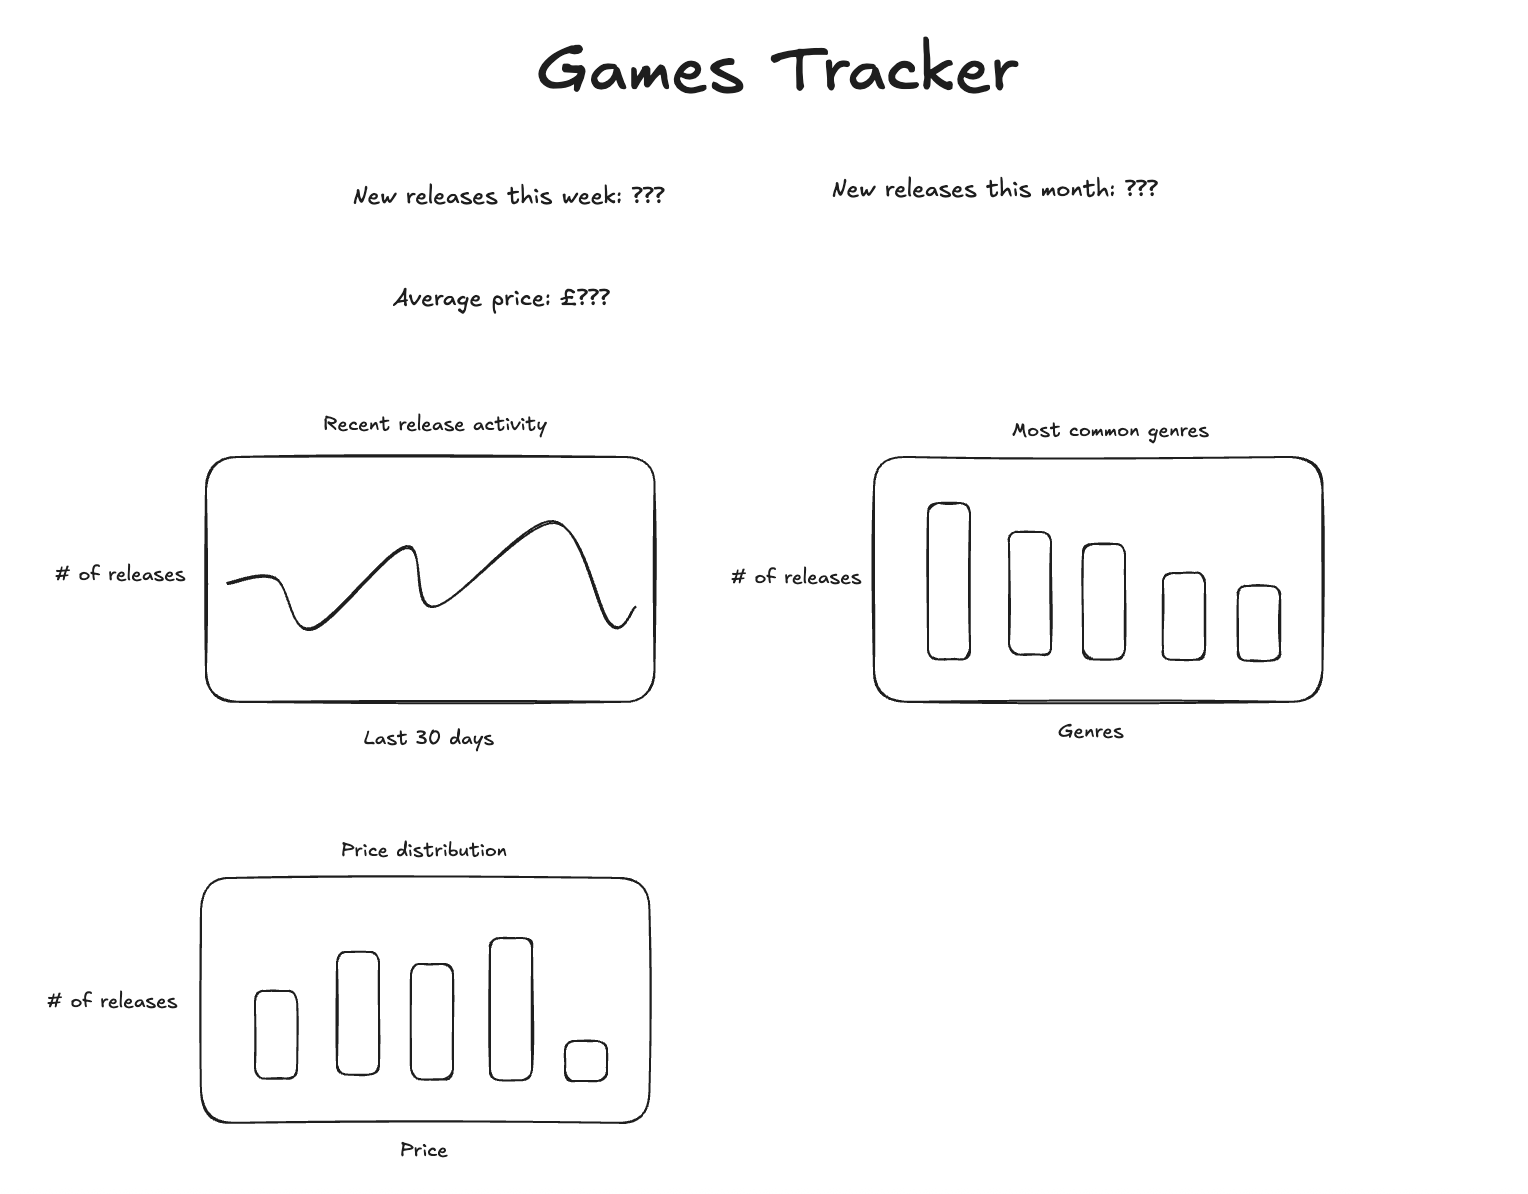 Games Tracker
New releases this week: ???
New releases this month: ???
Average price: £???
Recent release activity
# of releases
Last 30 days
Most common genres
# of releases
Genres
Price distribution
# of releases
Price